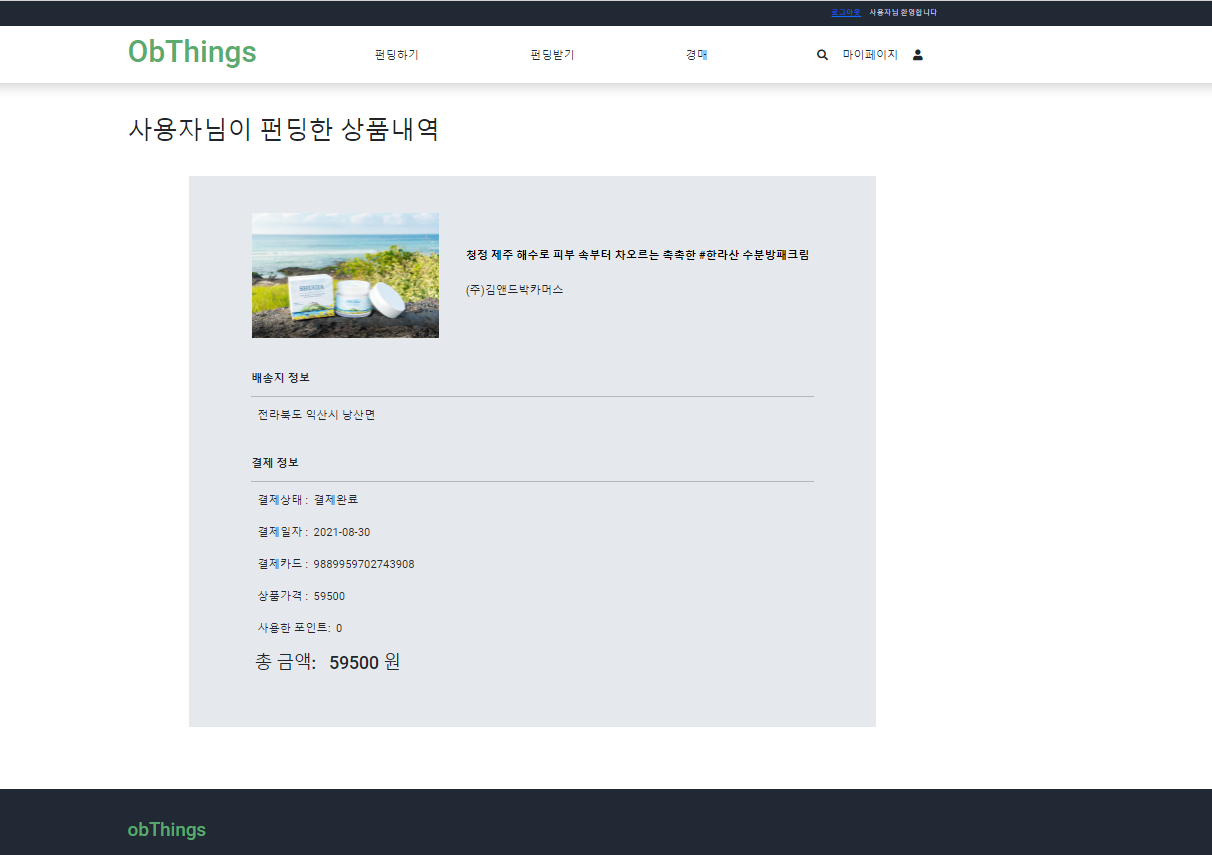 로그아웃 사용자님 환영합니다
ObThings 펀딩하기 펀딩받기 경매 마이페이지
사용자님이 펀딩한 상품내역
청정 제주 해수로 피부 속부터 차오르는 촉촉한 #한라산 수분방패크림
(주)김앤드박카머스
배송지 정보
전라북도 익산시 낭산면
결제 정보
결제상태 : 결제완료
결제일자 : 2021-08-30
결제카드 : 9889959702743908
상품가격 : 59500
사용한 포인트: 0
총 금액: 59500 원
obThings